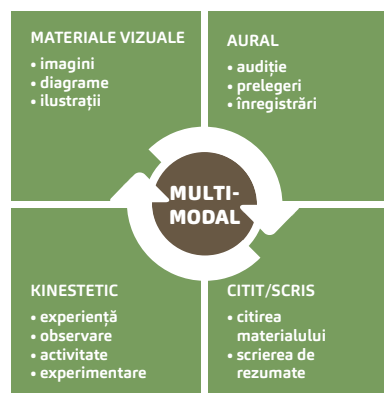 MATERIALE VIZUALE
• imagini
• diagrame
• ilustrații
AURAL
• audiție
• prelegeri
• înregistrări
MULTI-
MODAL
KINESTETIC
• experiență
• observare
• activitate
• experimentare
CITIT/SCRIS
• citirea
materialului
• scrierea de
rezumate